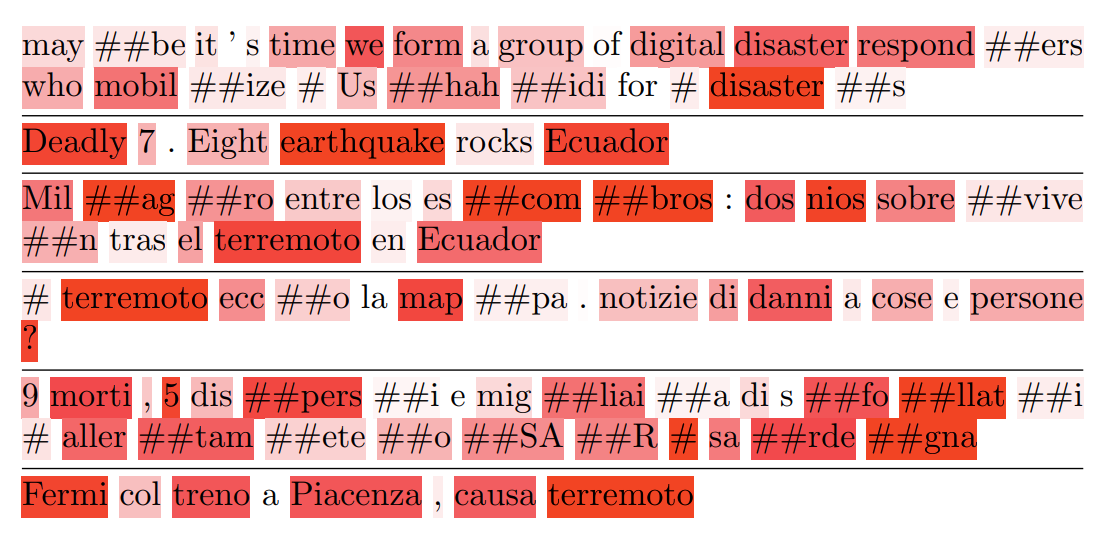 may ##be it ’ s time we form a group of digital disaster respond ##ers
who mobil ##ize # Us ##hah ##idi for # disaster ##s
Deadly 7 . Eight earthquake rocks Ecuador
Mil ##ag ##ro entre los es ##com ##bros : dos nios sobre ##vive
##n tras el terremoto en Ecuador
# terremoto ecc ##o la map ##pa . notizie di danni a cose e persone
?
9 morti , 5 dis ##pers ##i e mig ##liai ##a di s ##fo ##llat ##i
# aller ##tam ##ete ##o ##SA ##R # sa ##rde ##gna
Fermi col treno a Piacenza , causa terremoto